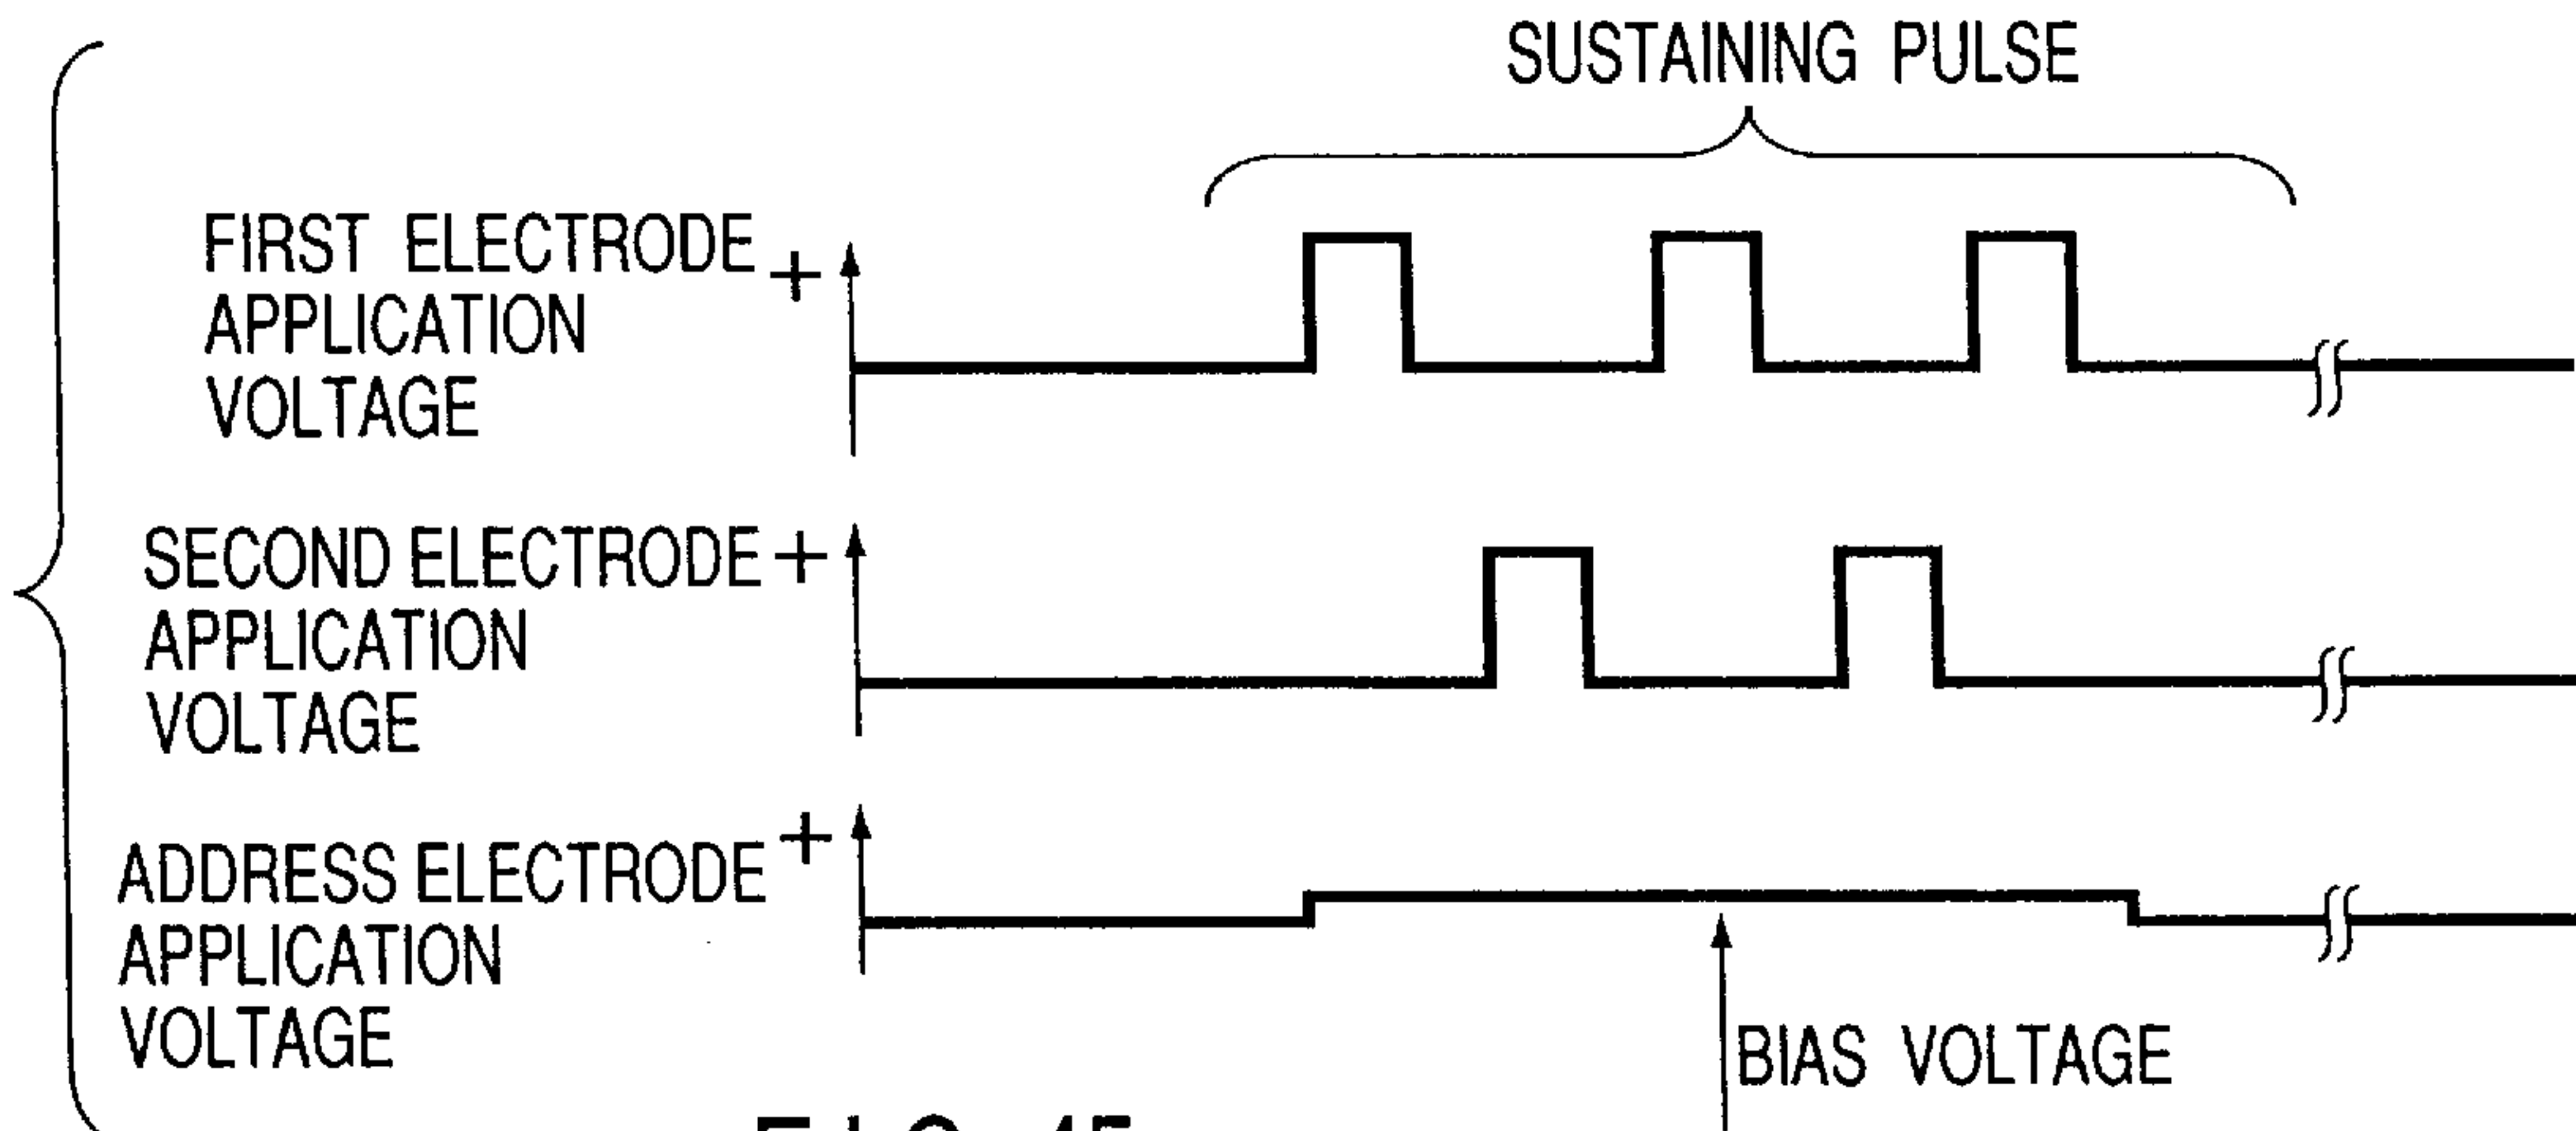 SUSTAINING PULSE
FIRST ELECTRODE +
APPLICATION
VOLTAGE
SECOND ELECTRODE +
APPLICATION
VOLTAGE
ADDRESS ELECTRODE +
APPLICATION
VOLTAGE
BIAS VOLTAGE